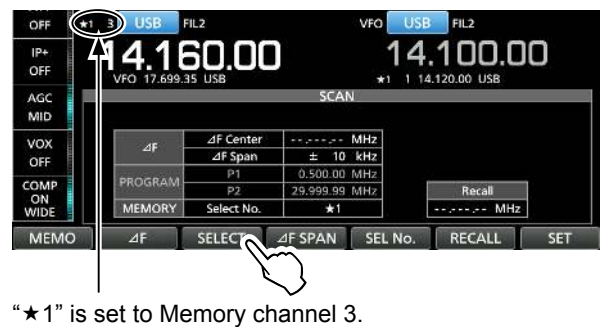 OFF ★1 3 USB FIL2 VFO USB FIL2
IP+ OFF 14.160.00 14.100.00
VFO 17.699.35 USB ★1 1 14.120.00 USB
AGC MID SCAN
VOX OFF
⊿F ⊿F Center --.---.-- MHz
⊿F Span ± 10 kHz
COMP ON WIDE
PROGRAM P1 0.500.00 MHz
P2 29.999.99 MHz Recall
MEMORY Select No. ★1 --.---.-- MHz
MEMO ⊿F SELECT ⊿F SPAN SEL No. RECALL SET
“★1” is set to Memory channel 3.